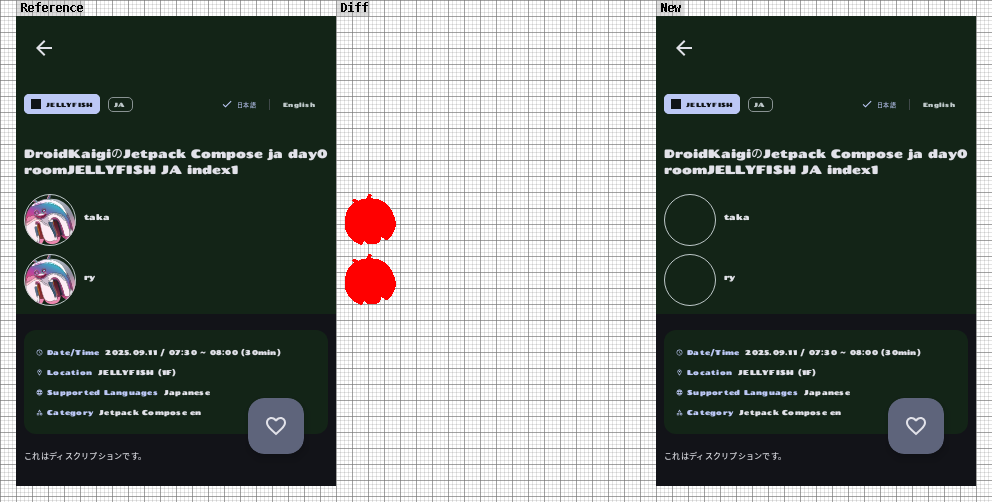 Reference
Diff
New
JELLYFISH
JA
日本語
English
DroidKaigiのJetpack Compose ja day0
roomJELLYFISH JA index1
taka
ry
Date/Time 2025.09.11 / 07:30 ~ 08:00 (30min)
Location JELLYFISH (1F)
Supported Languages Japanese
Category Jetpack Compose en
これはディスクリプションです。
JELLYFISH
JA
日本語
English
DroidKaigiのJetpack Compose ja day0
roomJELLYFISH JA index1
taka
ry
Date/Time 2025.09.11 / 07:30 ~ 08:00 (30min)
Location JELLYFISH (1F)
Supported Languages Japanese
Category Jetpack Compose en
これはディスクリプションです。